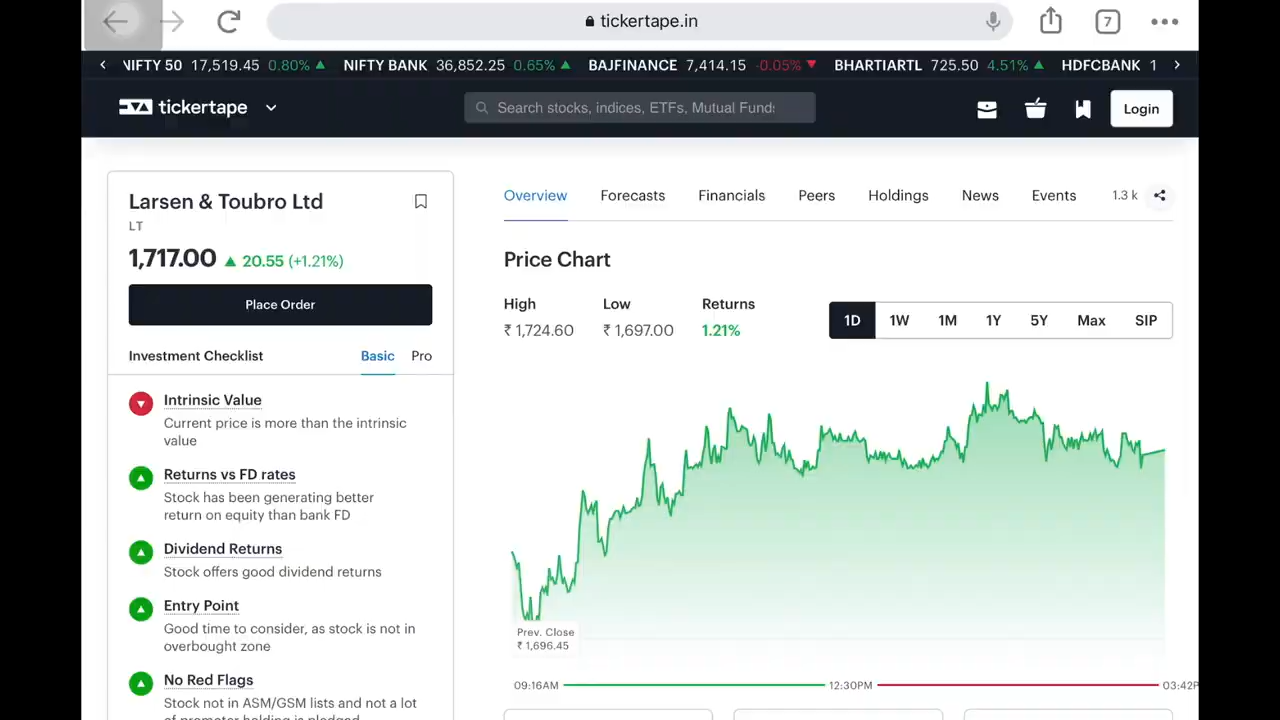 tickertape.in
7
NIFTY 50 17,519.45 0.80% NIFTY BANK 36,852.25 0.65% BAJFINANCE 7,414.15 -0.05% BHARTIARTL 725.50 4.51% HDFCBANK 1
tickertape
Search stocks, indices, ETFs, Mutual Funds
Login
Larsen & Toubro Ltd
LT
1,717.00 20.55 (+1.21%)
Place Order
Investment Checklist Basic Pro
Intrinsic Value
Current price is more than the intrinsic
value
Returns vs FD rates
Stock has been generating better
return on equity than bank FD
Dividend Returns
Stock offers good dividend returns
Entry Point
Good time to consider, as stock is not in
overbought zone
No Red Flags
Stock not in ASM/GSM lists and not a lot
of promoter holding is pledged
Overview Forecasts Financials Peers Holdings News Events 1.3 k
Price Chart
High Low Returns
₹ 1,724.60 ₹ 1,697.00 1.21%
1D 1W 1M 1Y 5Y Max SIP
Prev. Close
₹ 1,696.45
09:16AM 12:30PM 03:42P